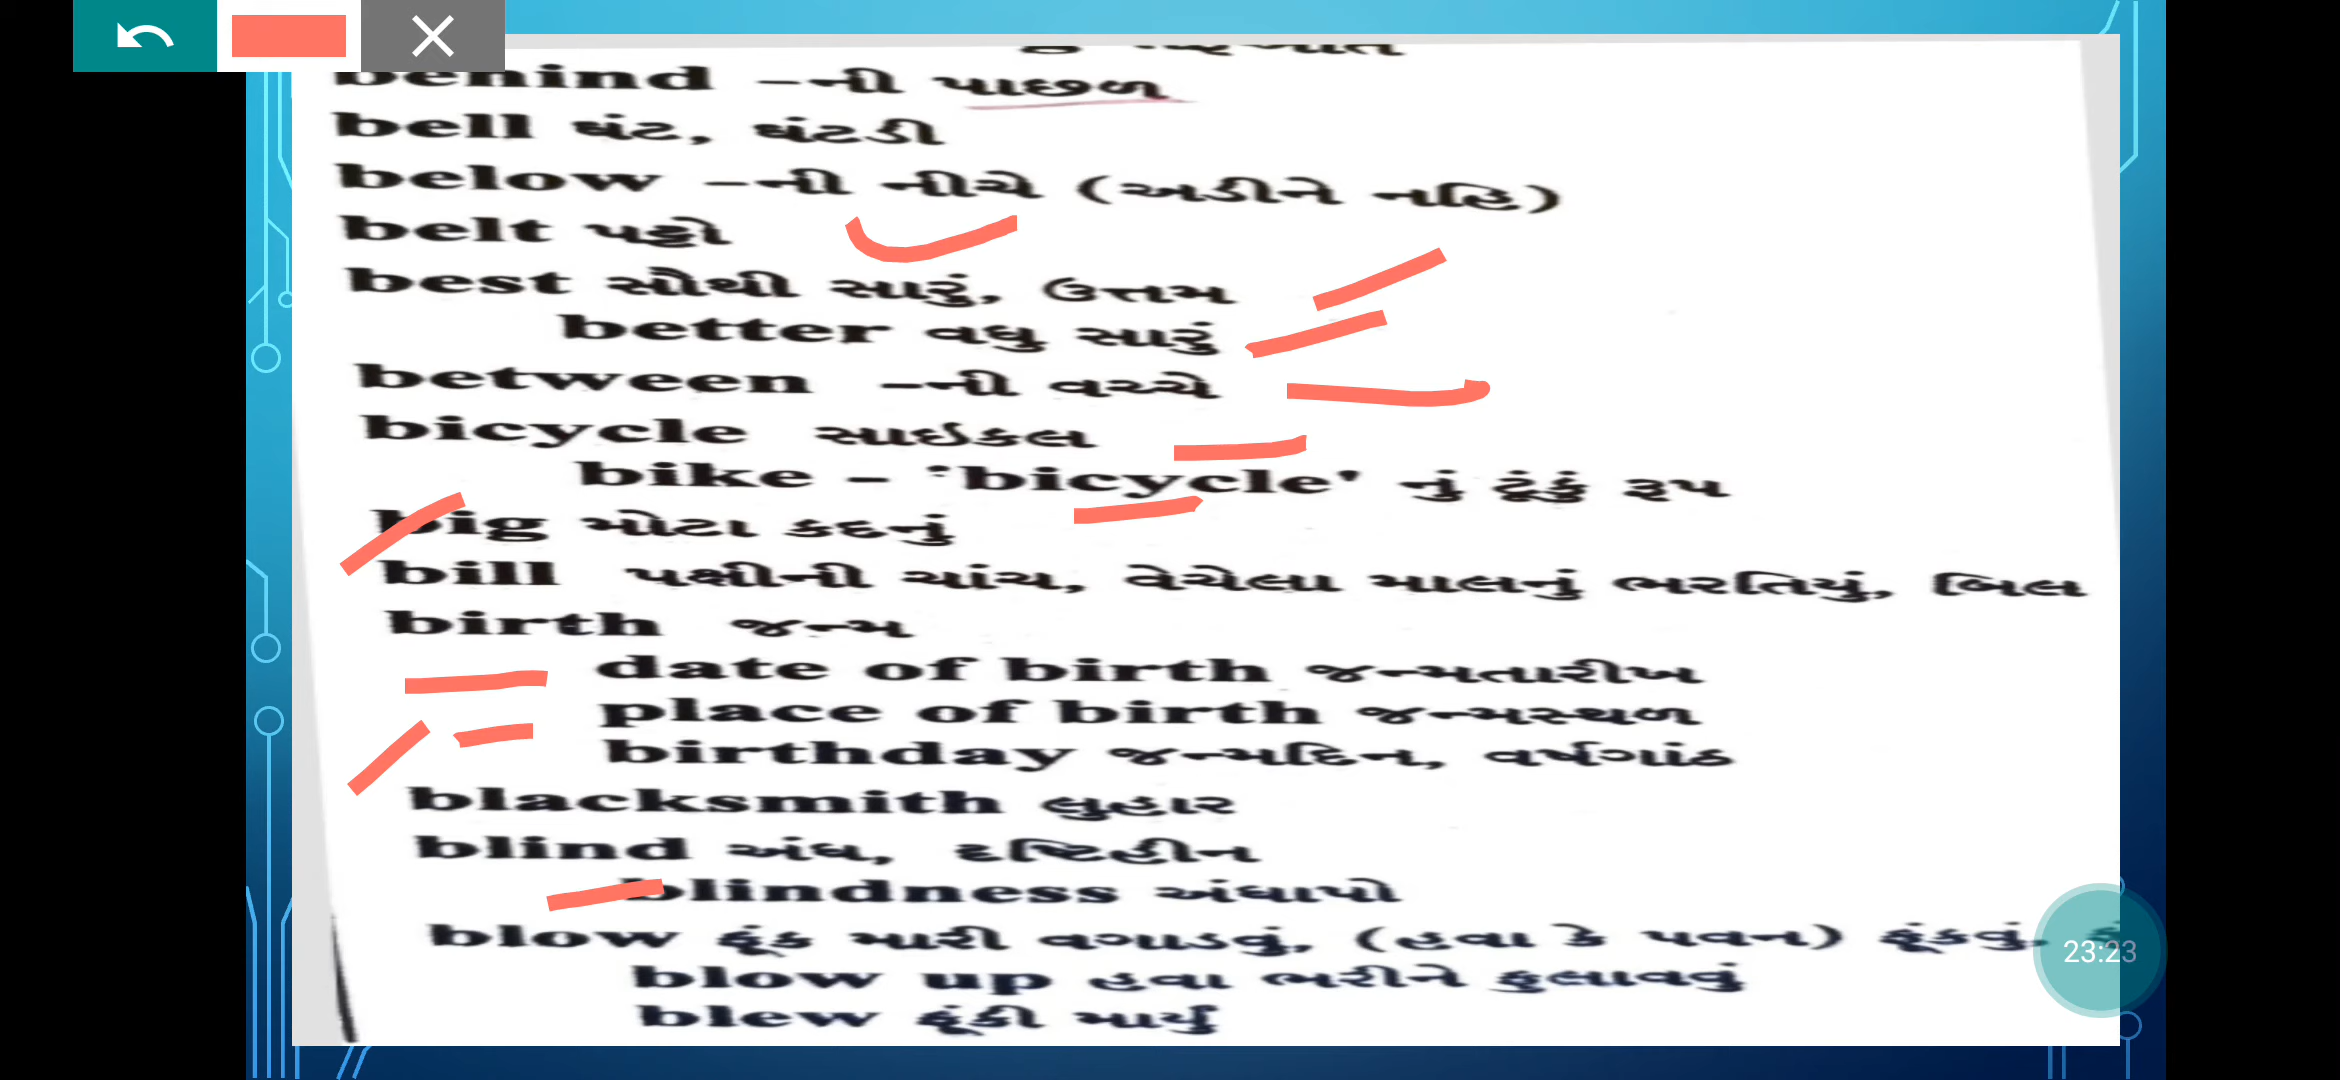 behind -ની પાછળ
bell ઘંટ, ઘંટડી
below -ની નીચે (અડીને નહિ)
belt પટ્ટો
best સૌથી સારું, ઉત્તમ
better વધુ સારું
between -ની વચ્ચે
bicycle સાઇકલ
bike - 'bicycle' નું ટૂંકું રૂપ
big મોટા કદનું
bill પક્ષીની ચાંચ, વેચેલા માલનું ભરતિયું, બિલ
birth જન્મ
date of birth જન્મતારીખ
place of birth જન્મસ્થળ
birthday જન્મદિન, વર્ષગાંઠ
blacksmith લુહાર
blind અંધ, દૃષ્ટિહીન
blindness અંધાપો
blow ફૂંક મારી વગાડવું, (હવા કે પવન) ફૂંકવું,
23:23
blow up હવા ભરીને ફુલાવવું
blew ફૂંકી માર્યું